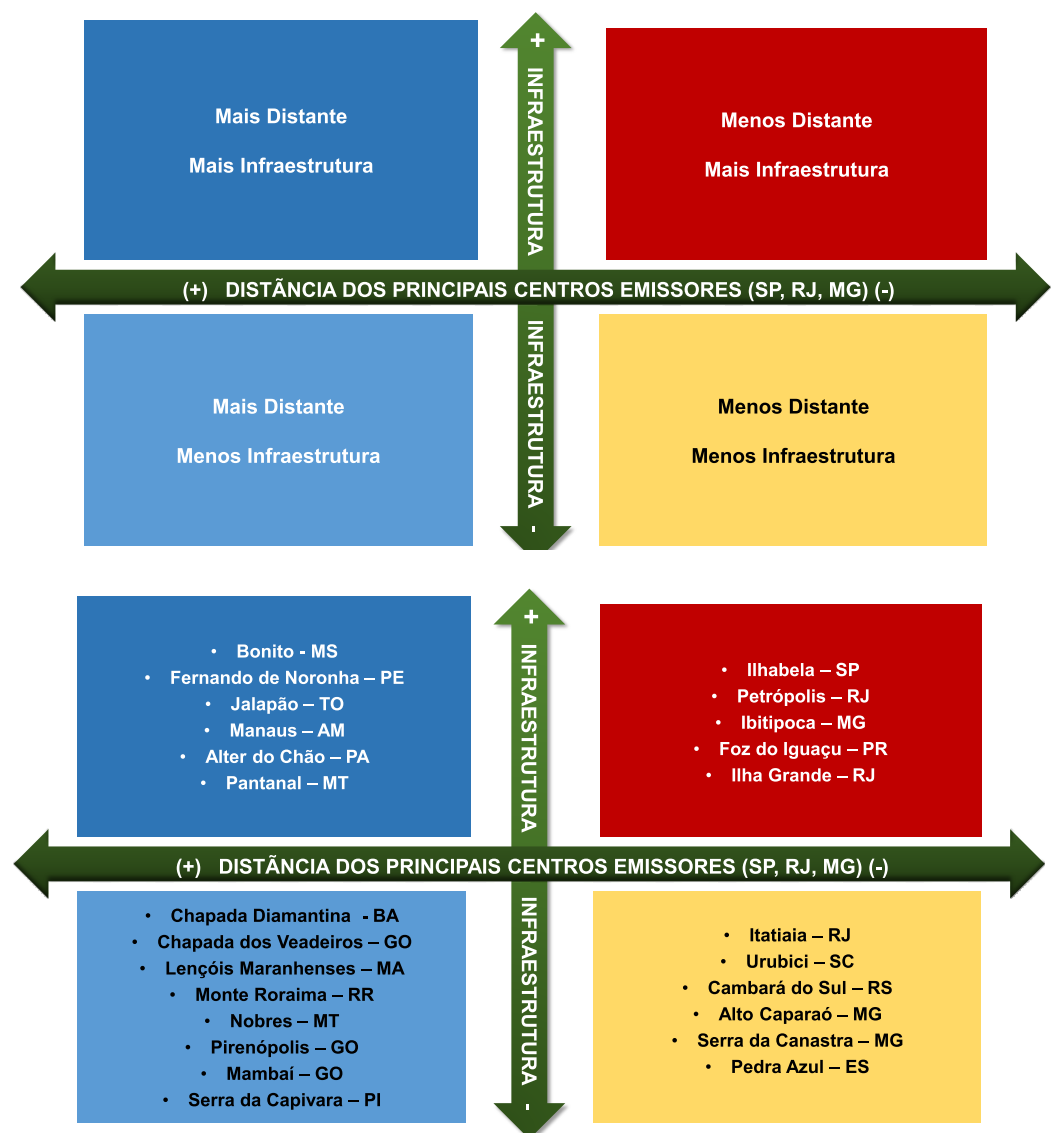 + INFRAESTRUTURA
Mais Distante
Mais Infraestrutura
Menos Distante
Mais Infraestrutura
(+) DISTÃNCIA DOS PRINCIPAIS CENTROS EMISSORES (SP, RJ, MG) (-)
INFRAESTRUTURA -
Mais Distante
Menos Infraestrutura
Menos Distante
Menos Infraestrutura
+ INFRAESTRUTURA
• Bonito - MS
• Fernando de Noronha – PE
• Jalapão – TO
• Manaus – AM
• Alter do Chão – PA
• Pantanal – MT
• Ilhabela – SP
• Petrópolis – RJ
• Ibitipoca – MG
• Foz do Iguaçu – PR
• Ilha Grande – RJ
(+) DISTÃNCIA DOS PRINCIPAIS CENTROS EMISSORES (SP, RJ, MG) (-)
INFRAESTRUTURA -
• Chapada Diamantina - BA
• Chapada dos Veadeiros – GO
• Lençóis Maranhenses – MA
• Monte Roraima – RR
• Nobres – MT
• Pirenópolis – GO
• Mambaí – GO
• Serra da Capivara – PI
• Itatiaia – RJ
• Urubici – SC
• Cambará do Sul – RS
• Alto Caparaó – MG
• Serra da Canastra – MG
• Pedra Azul – ES